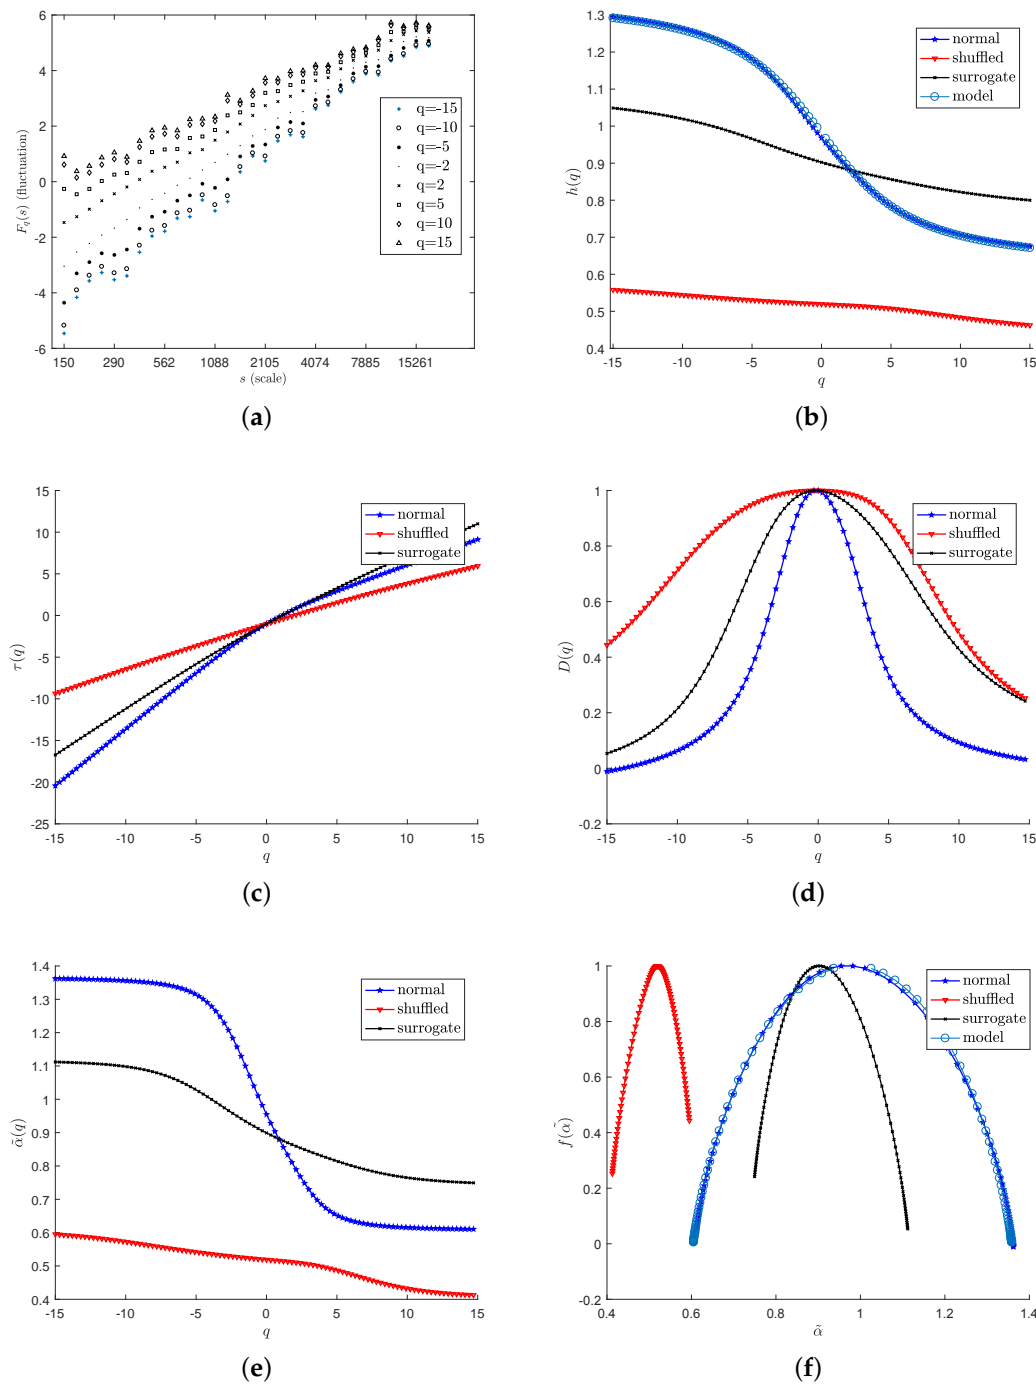 6
4
2
0
-2
-4
-6
F_q(s) (fluctuation)
150 290 562 1088 2105 4074 7885 15261
s (scale)
q=-15
q=-10
q=-5
q=-2
q=2
q=5
q=10
q=15
(a)
1.3
1.2
1.1
1
0.9
0.8
0.7
0.6
0.5
0.4
h(q)
-15 -10 -5 0 5 10 15
q
normal
shuffled
surrogate
model
(b)
15
10
5
0
-5
-10
-15
-20
-25
τ(q)
-15 -10 -5 0 5 10 15
q
normal
shuffled
surrogate
(c)
1
0.8
0.6
0.4
0.2
0
-0.2
D(q)
-15 -10 -5 0 5 10 15
q
normal
shuffled
surrogate
(d)
1.4
1.3
1.2
1.1
1
0.9
0.8
0.7
0.6
0.5
0.4
α̃(q)
-15 -10 -5 0 5 10 15
q
normal
shuffled
surrogate
(e)
1
0.8
0.6
0.4
0.2
0
-0.2
f(α̃)
0.4 0.6 0.8 1 1.2 1.4
α̃
normal
shuffled
surrogate
model
(f)